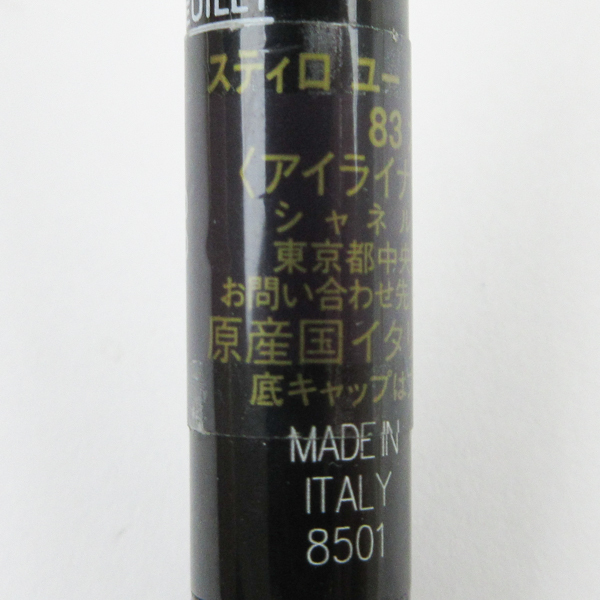 スティロ ユー
83
〈アイライナ
シャネル
東京都中央
お問い合わせ先
原産国イタ
底キャップは
MADE IN
ITALY
8501